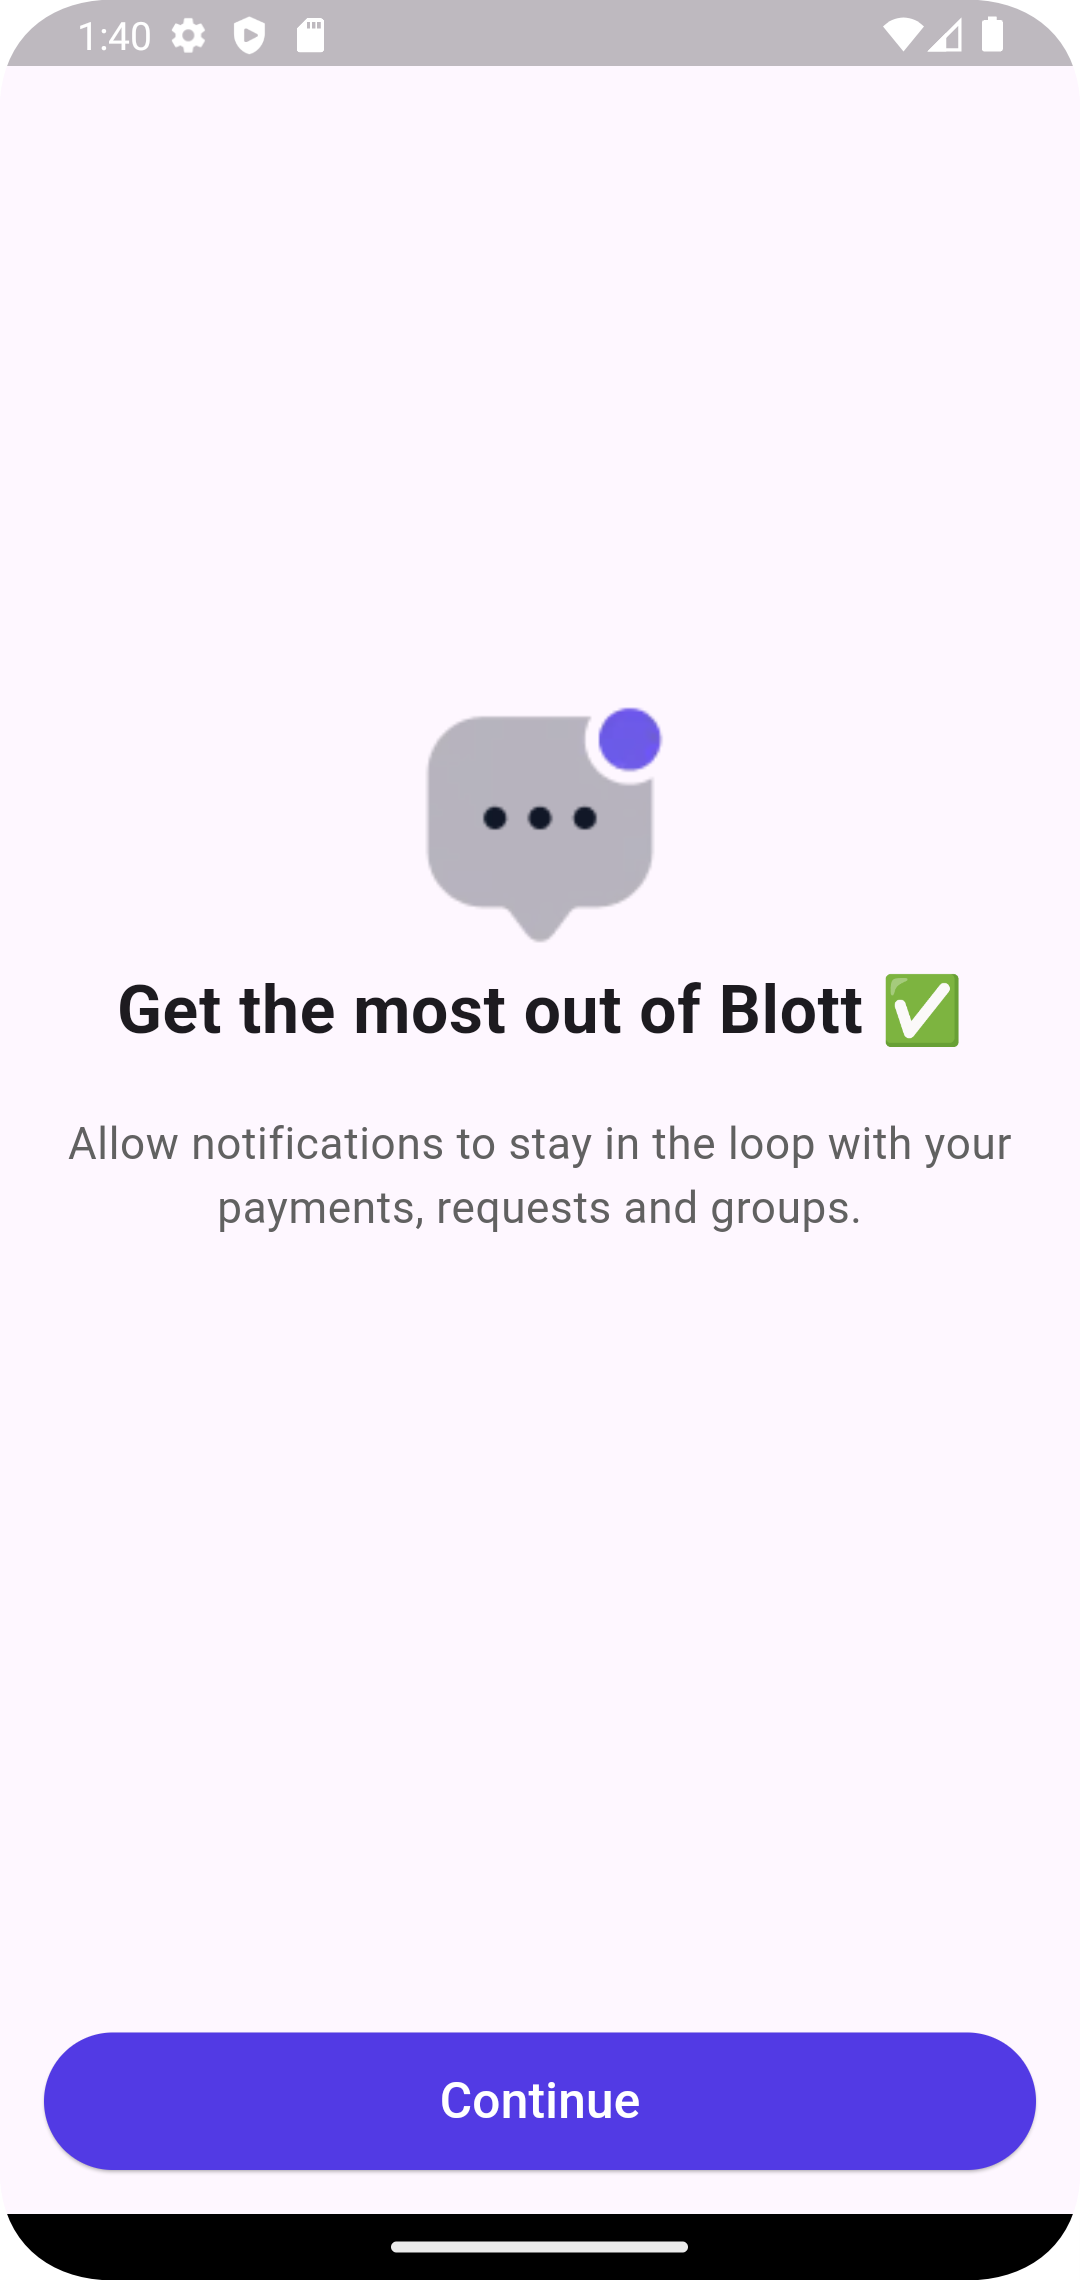 1:40
Get the most out of Blott ✅
Allow notifications to stay in the loop with your
payments, requests and groups.
Continue